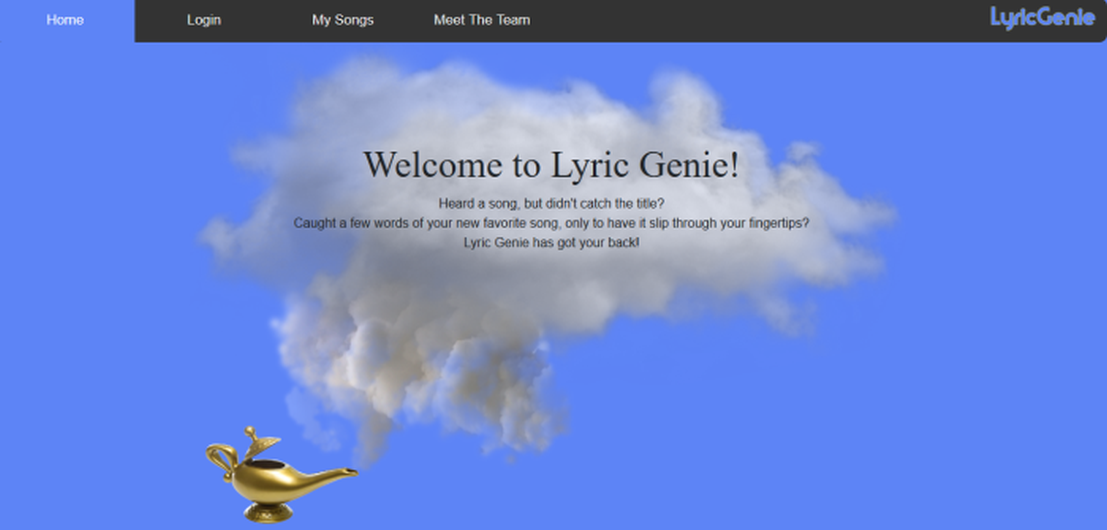 Home
Login
My Songs
Meet The Team
LyricGenie
Welcome to Lyric Genie!
Heard a song, but didn't catch the title?
Caught a few words of your new favorite song, only to have it slip through your fingertips?
Lyric Genie has got your back!